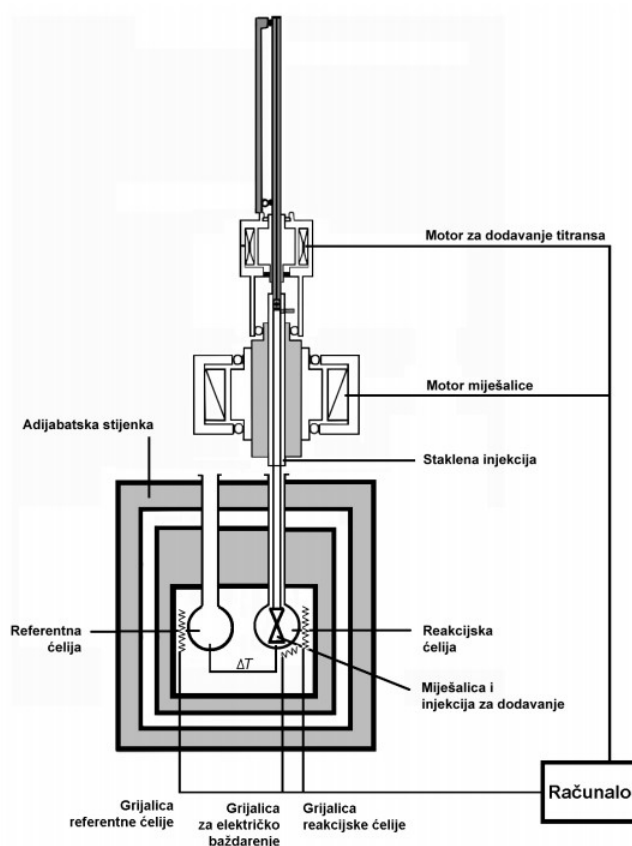 Motor za dodavanje titransa
Motor miješalice
Adijabatska stijenka
Staklena injekcija
Referentna
ćelija
Reakcijska
ćelija
ΔT
Miješalica i
injekcija za dodavanje
Računalo
Grijalica
referentne ćelije
Grijalica
za električko
baždarenje
Grijalica
reakcijske ćelije